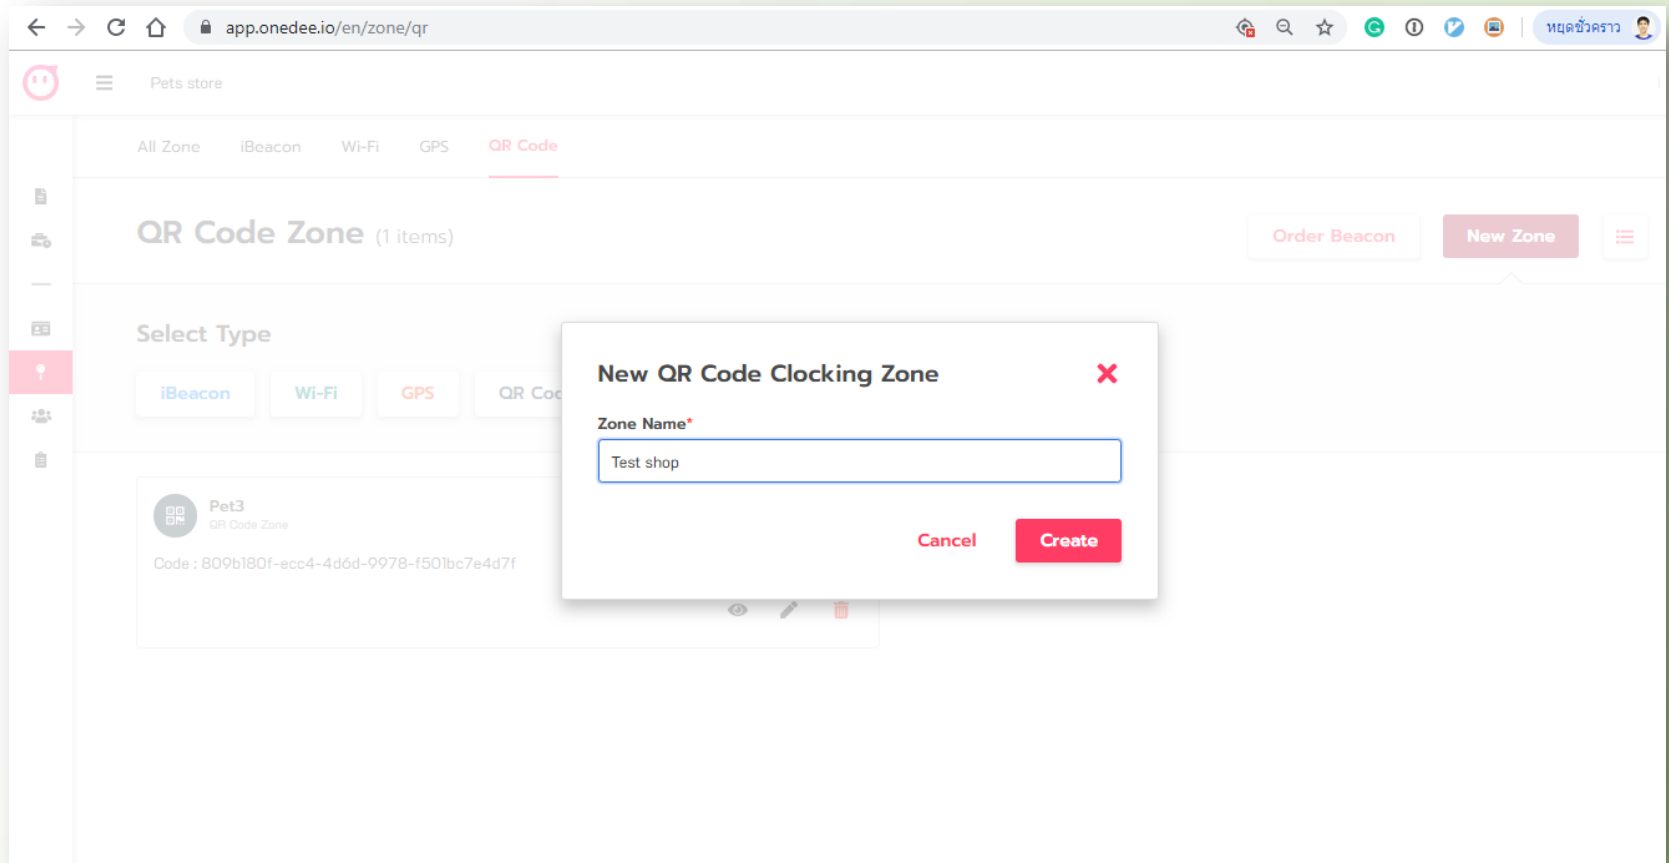 app.onedee.io/en/zone/qr
หยุดชั่วคราว
Pets store
All Zone iBeacon Wi-Fi GPS QR Code
QR Code Zone (1 items)
Order Beacon New Zone
Select Type
iBeacon Wi-Fi GPS QR Cod
New QR Code Clocking Zone
Zone Name*
Test shop
Cancel Create
Pet3
QR Code Zone
Code : 809b180f-ecc4-4d6d-9978-f501bc7e4d7f